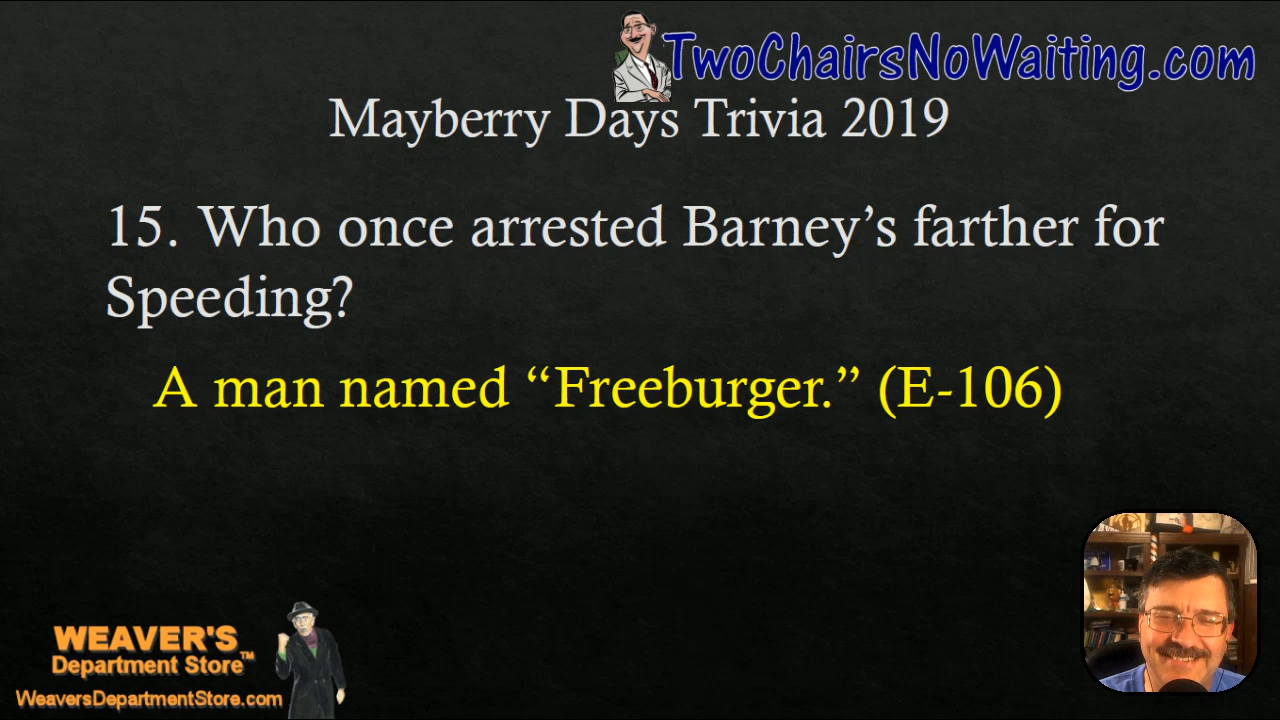 TwoChairsNoWaiting.com
Mayberry Days Trivia 2019
15. Who once arrested Barney’s farther for
Speeding?
A man named “Freeburger.” (E-106)
WEAVER'S
Department Store™
WeaversDepartmentStore.com